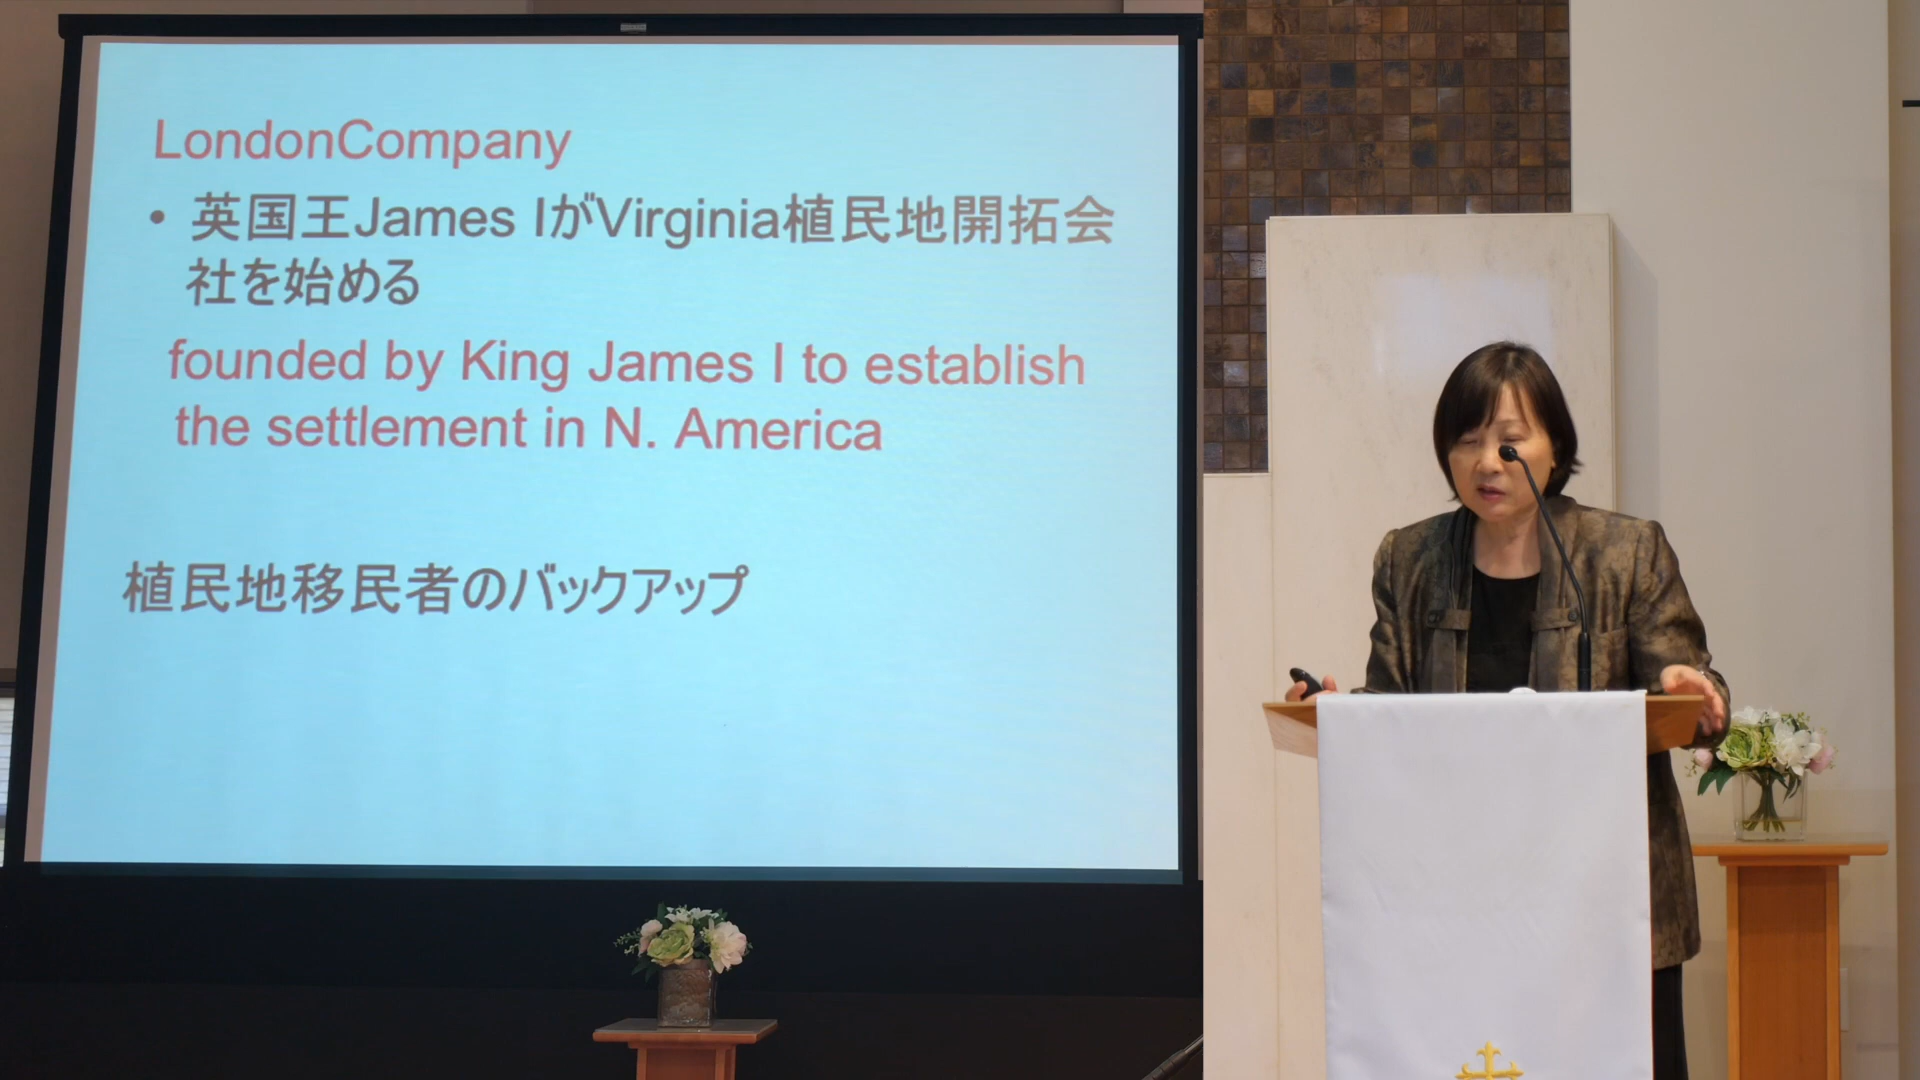 LondonCompany
• 英国王James IがVirginia植民地開拓会
社を始める
founded by King James I to establish
the settlement in N. America
植民地移民者のバックアップ